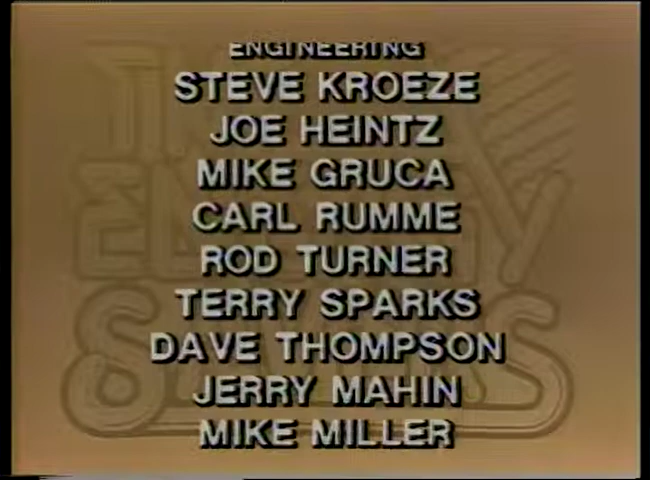 ENGINEERING
STEVE KROEZE
JOE HEINTZ
MIKE GRUCA
CARL RUMME
ROD TURNER
TERRY SPARKS
DAVE THOMPSON
JERRY MAHIN
MIKE MILLER